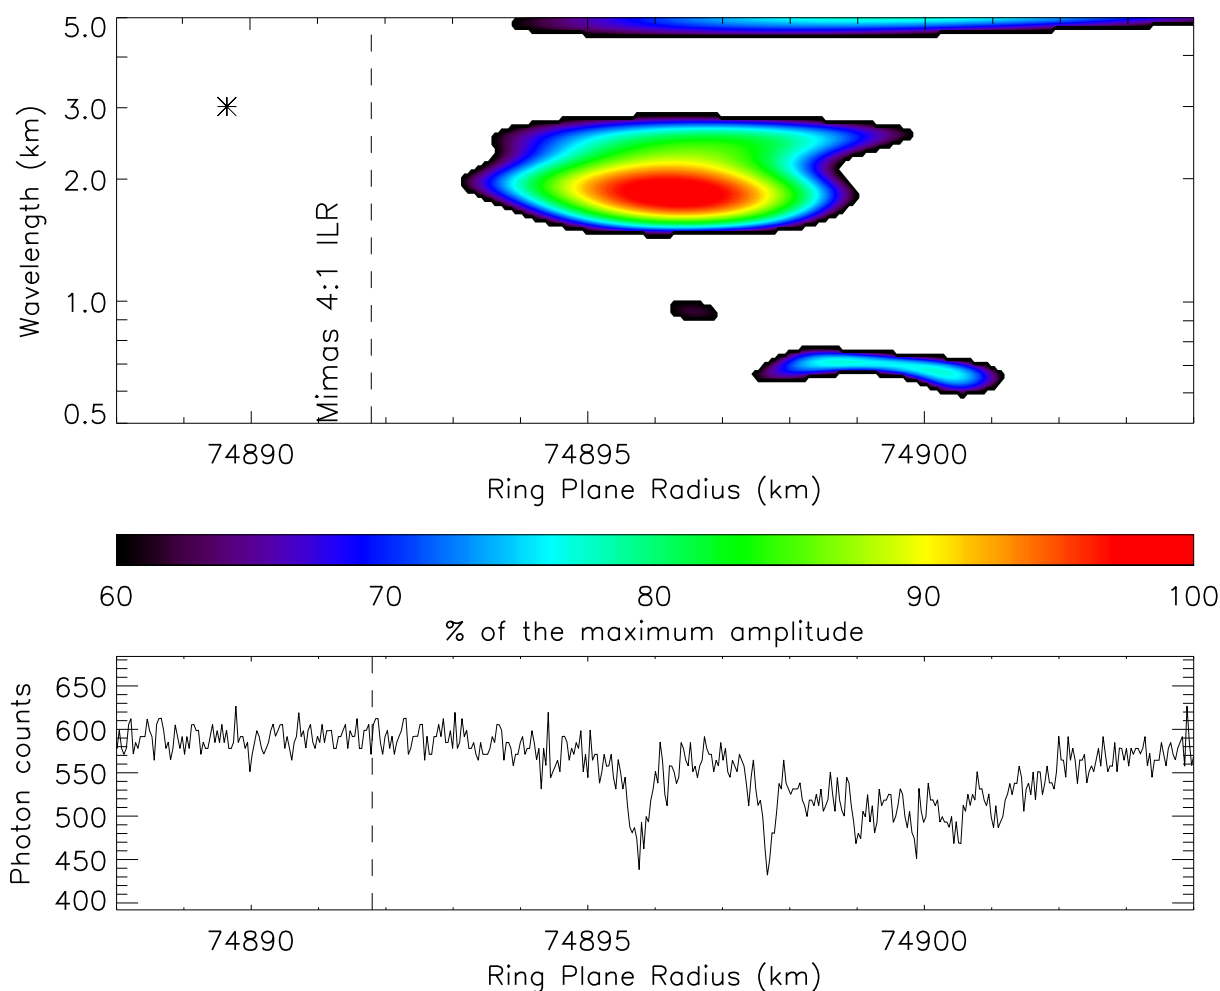 5.0
3.0
2.0
1.0
0.5
Wavelength (km)
Mimas 4:1 ILR
74890 74895 74900
Ring Plane Radius (km)
60 70 80 90 100
% of the maximum amplitude
650
600
550
500
450
400
Photon counts
74890 74895 74900
Ring Plane Radius (km)